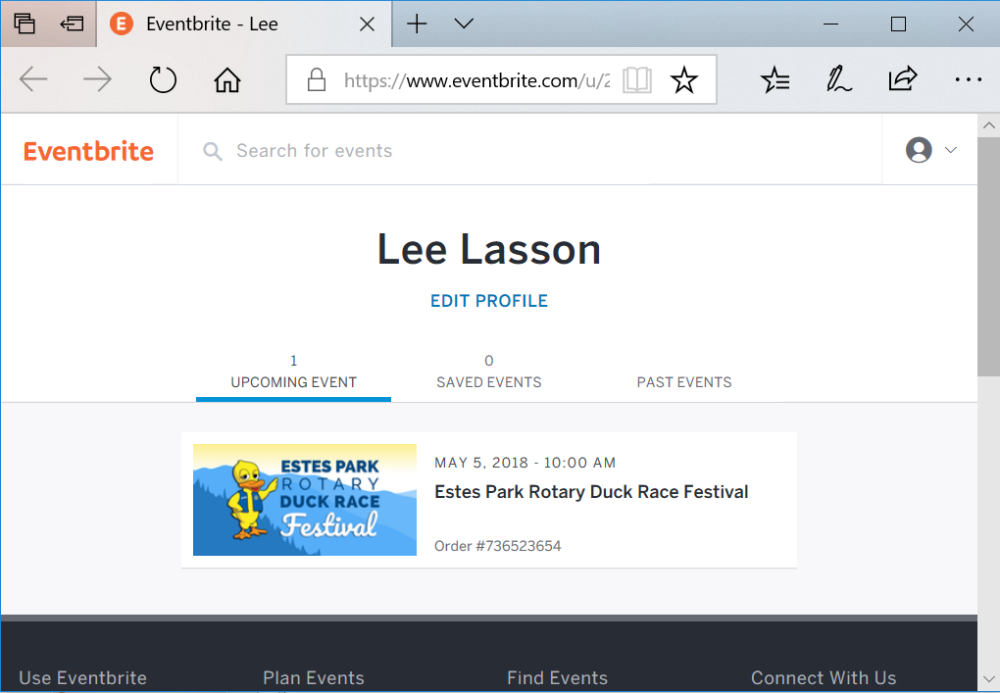 Eventbrite - Lee
https://www.eventbrite.com/u/2
Eventbrite
Search for events
Lee Lasson
EDIT PROFILE
1
UPCOMING EVENT
0
SAVED EVENTS
PAST EVENTS
ESTES PARK
ROTARY
DUCK RACE
Festival
MAY 5, 2018 - 10:00 AM
Estes Park Rotary Duck Race Festival
Order #736523654
Use Eventbrite
Plan Events
Find Events
Connect With Us